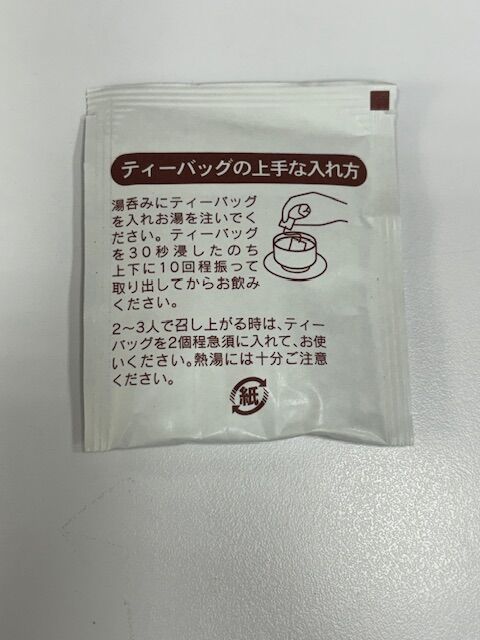 ティーバッグの上手な入れ方
湯呑みにティーバッグ
を入れお湯を注いでく
ださい。ティーバッグ
を30秒浸したのち
上下に10回程振って
取り出してからお飲み
ください。
2〜3人で召し上がる時は、ティー
バッグを2個程急須に入れて、お使
いください。熱湯には十分ご注意
ください。
紙